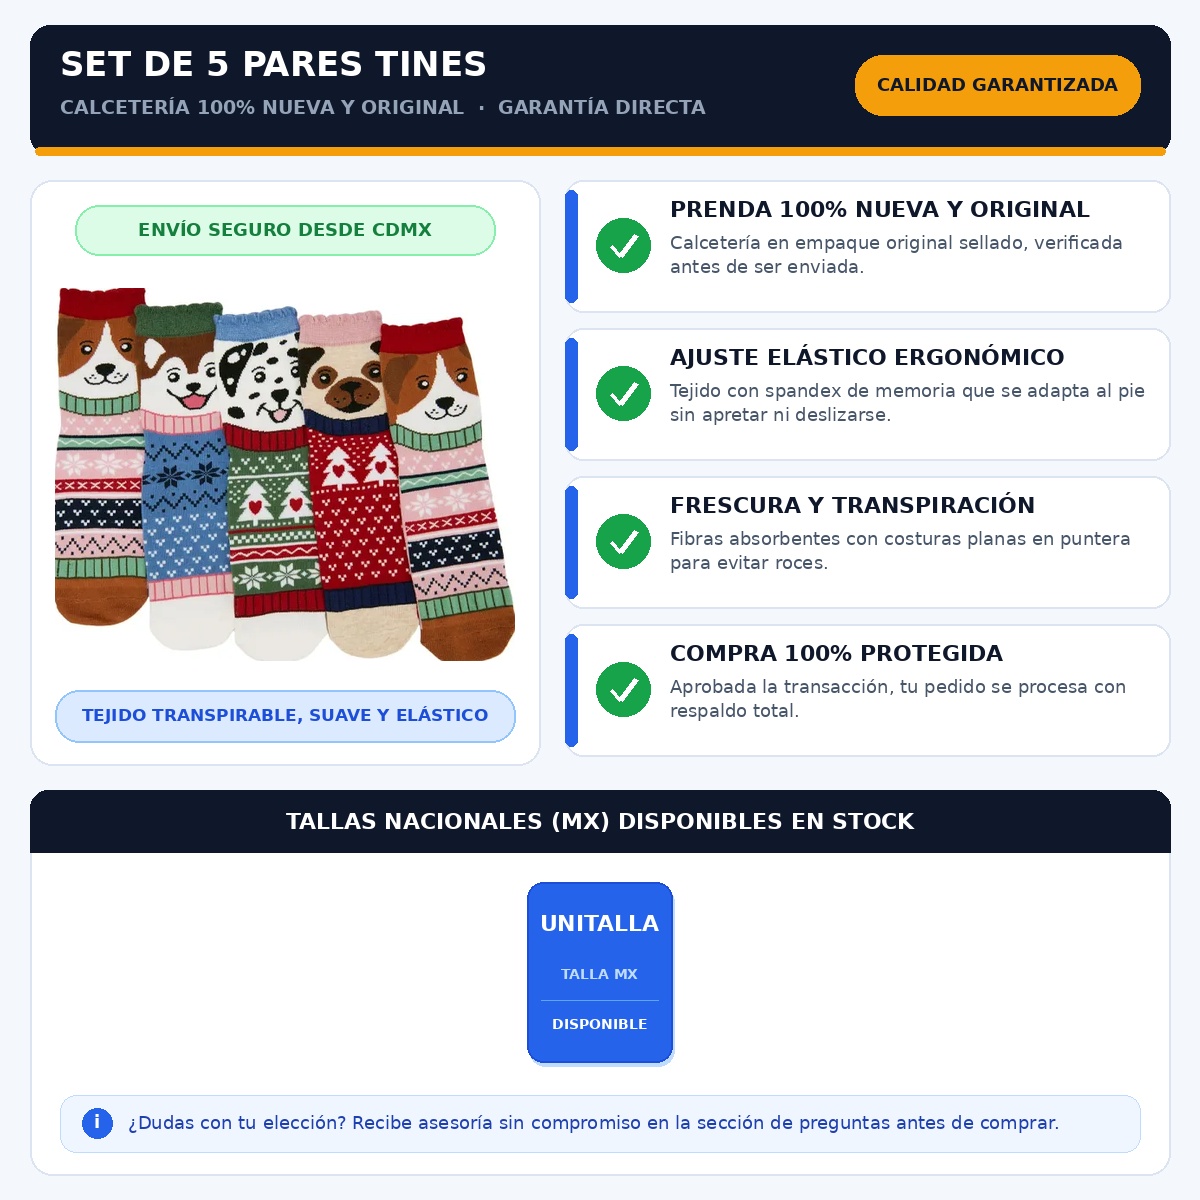 SET DE 5 PARES TINES
CALCETERÍA 100% NUEVA Y ORIGINAL · GARANTÍA DIRECTA
CALIDAD GARANTIZADA
ENVÍO SEGURO DESDE CDMX
TEJIDO TRANSPIRABLE, SUAVE Y ELÁSTICO
PRENDA 100% NUEVA Y ORIGINAL
Calcetería en empaque original sellado, verificada
antes de ser enviada.
AJUSTE ELÁSTICO ERGONÓMICO
Tejido con spandex de memoria que se adapta al pie
sin apretar ni deslizarse.
FRESCURA Y TRANSPIRACIÓN
Fibras absorbentes con costuras planas en puntera
para evitar roces.
COMPRA 100% PROTEGIDA
Aprobada la transacción, tu pedido se procesa con
respaldo total.
TALLAS NACIONALES (MX) DISPONIBLES EN STOCK
UNITALLA
TALLA MX
DISPONIBLE
i ¿Dudas con tu elección? Recibe asesoría sin compromiso en la sección de preguntas antes de comprar.